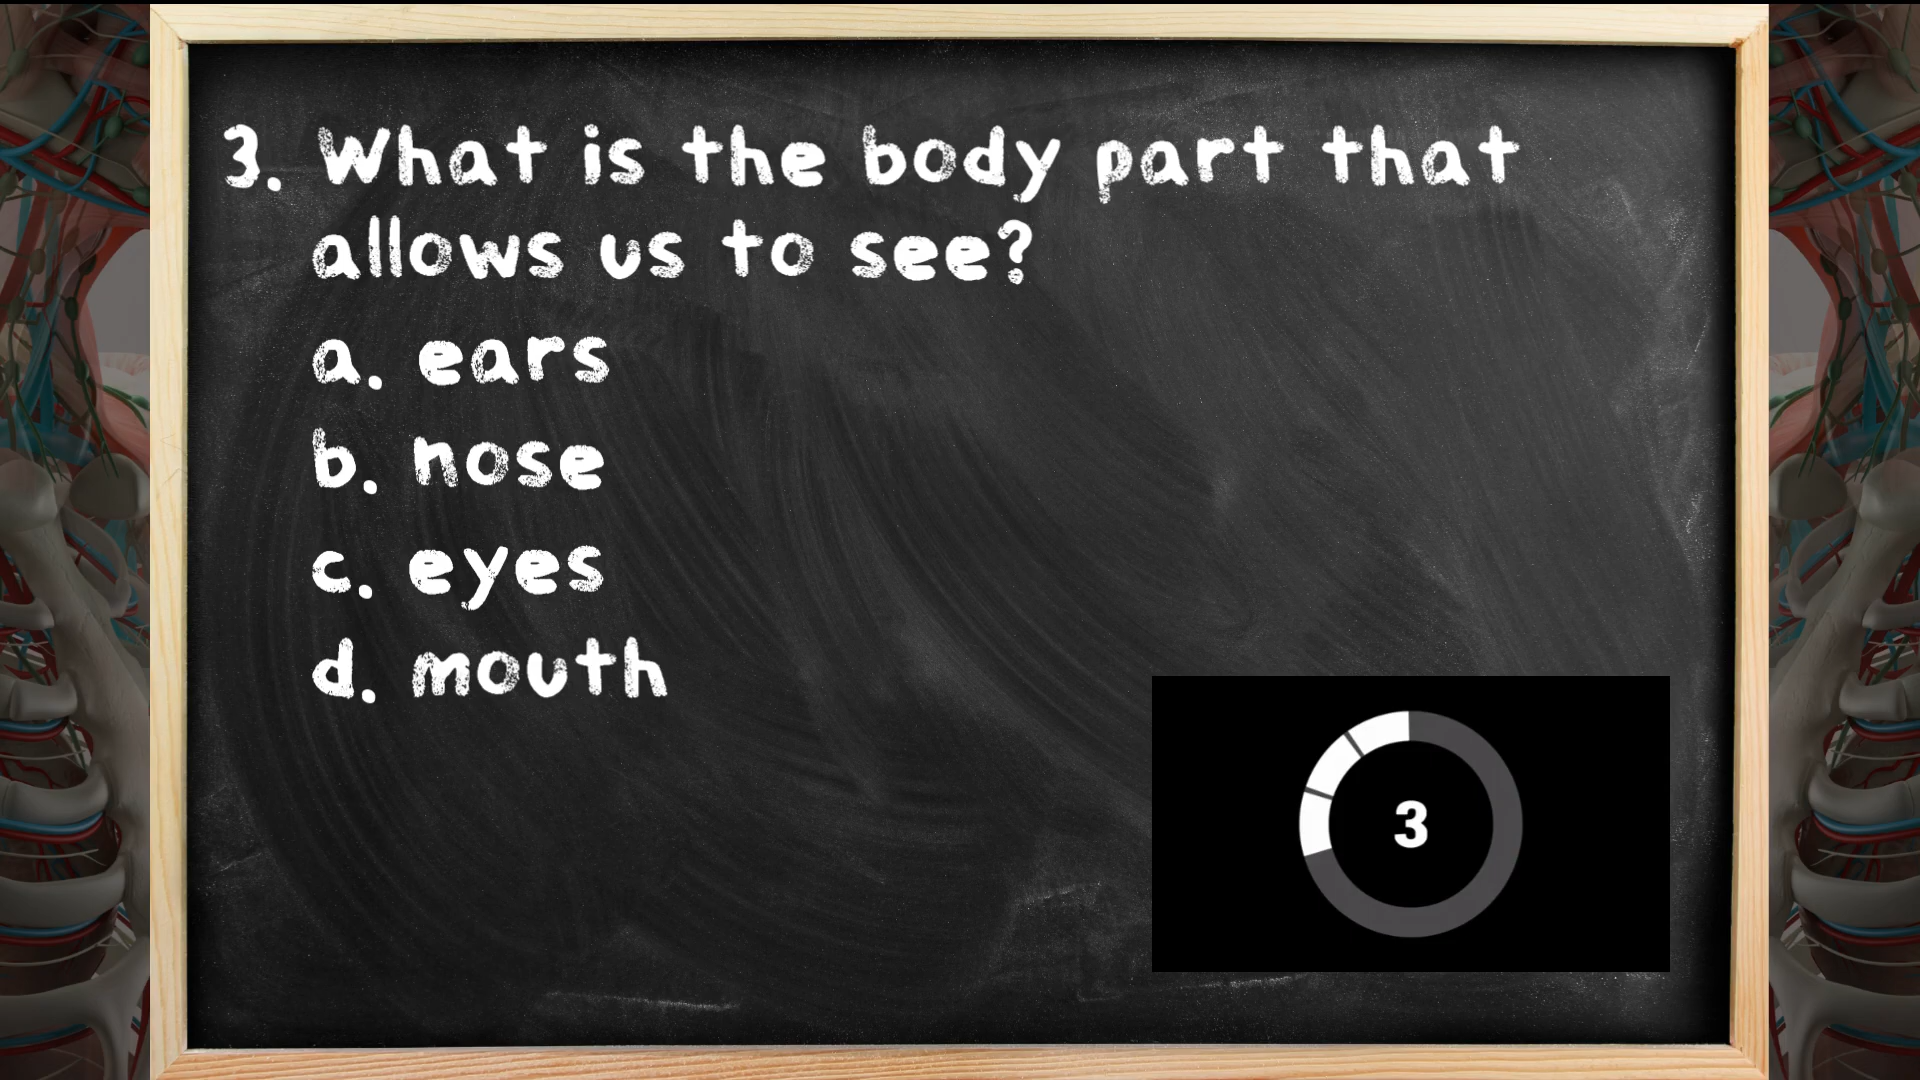 3. What is the body part that
allows us to see?
a. ears
b. nose
c. eyes
d. mouth
3